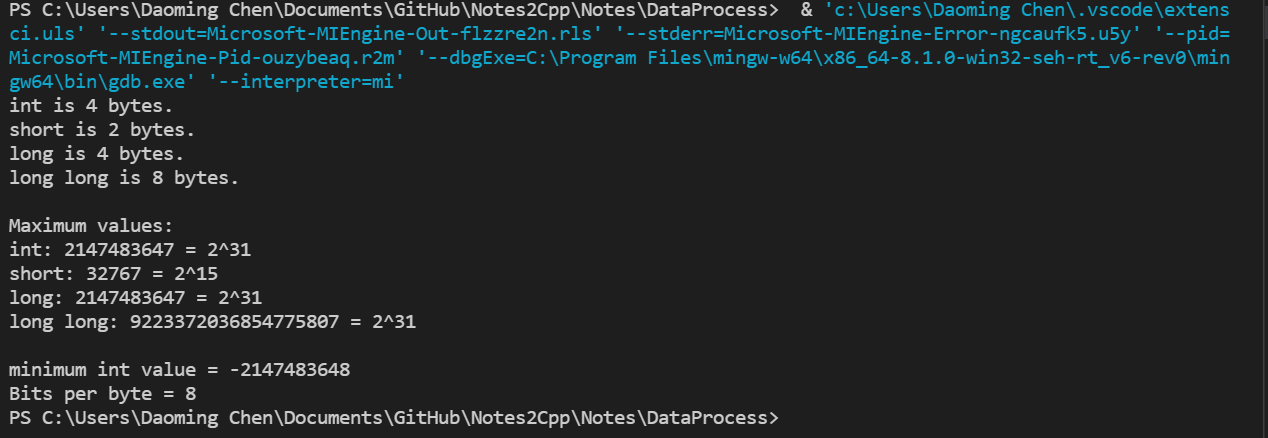 PS C:\Users\Daoming Chen\Documents\GitHub\Notes2Cpp\Notes\DataProcess>  & 'c:\Users\Daoming Chen\.vscode\extens
ci.uls' '--stdout=Microsoft-MIEngine-Out-flzzre2n.rls' '--stderr=Microsoft-MIEngine-Error-ngcaufk5.u5y' '--pid=
Microsoft-MIEngine-Pid-ouzybeaq.r2m' '--dbgExe=C:\Program Files\mingw-w64\x86_64-8.1.0-win32-seh-rt_v6-rev0\min
gw64\bin\gdb.exe' '--interpreter=mi'
int is 4 bytes.
short is 2 bytes.
long is 4 bytes.
long long is 8 bytes.

Maximum values:
int: 2147483647 = 2^31
short: 32767 = 2^15
long: 2147483647 = 2^31
long long: 9223372036854775807 = 2^31

minimum int value = -2147483648
Bits per byte = 8
PS C:\Users\Daoming Chen\Documents\GitHub\Notes2Cpp\Notes\DataProcess>